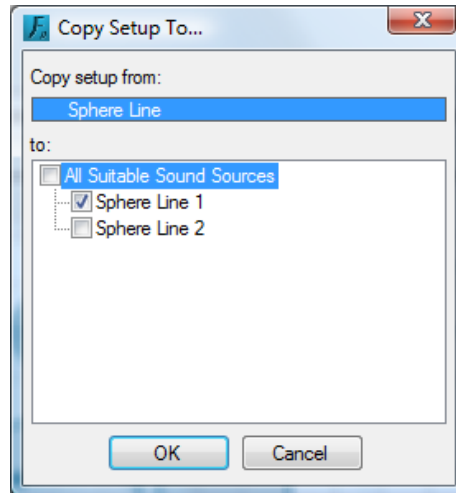 Copy Setup To...
Copy setup from:
Sphere Line
to:
All Suitable Sound Sources
Sphere Line 1
Sphere Line 2
OK
Cancel